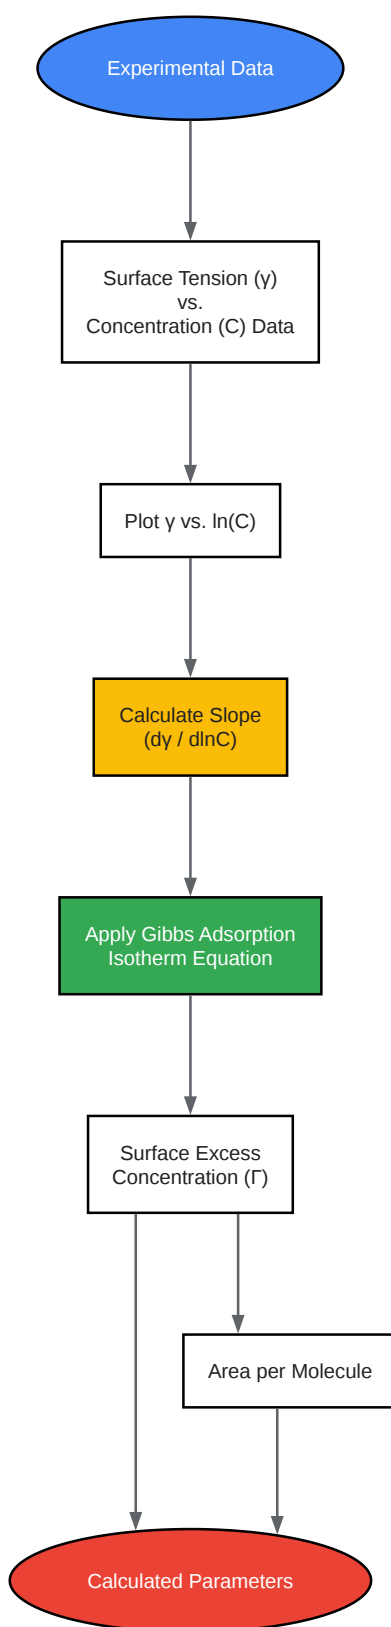 Experimental Data
Surface Tension (γ)
vs.
Concentration (C) Data
Plot γ vs. ln(C)
Calculate Slope
(dγ / dlnC)
Apply Gibbs Adsorption
Isotherm Equation
Surface Excess
Concentration (Γ)
Area per Molecule
Calculated Parameters